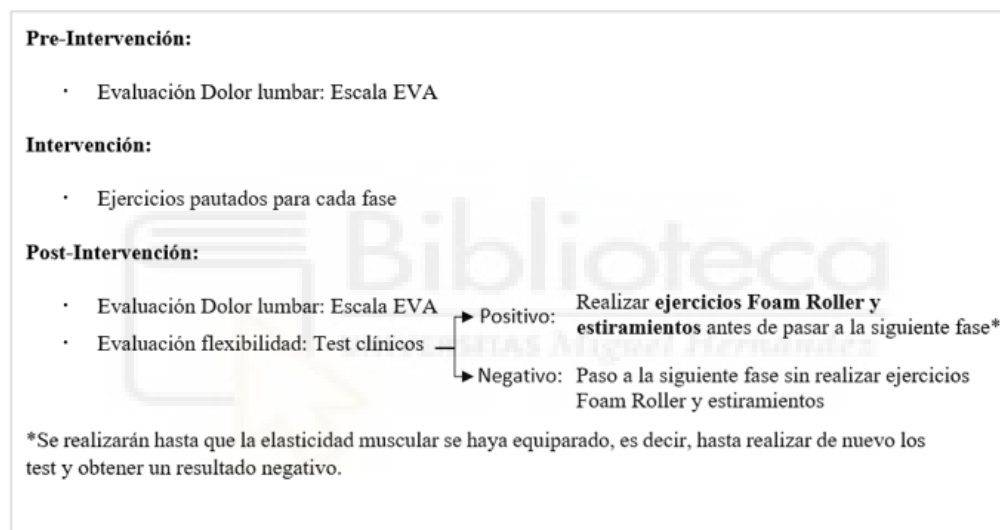 Pre-Intervención:
· Evaluación Dolor lumbar: Escala EVA
Intervención:
· Ejercicios pautados para cada fase
Post-Intervención:
· Evaluación Dolor lumbar: Escala EVA
· Evaluación flexibilidad: Test clínicos
Positivo: Realizar ejercicios Foam Roller y
estiramientos antes de pasar a la siguiente fase*
Negativo: Paso a la siguiente fase sin realizar ejercicios
Foam Roller y estiramientos
*Se realizarán hasta que la elasticidad muscular se haya equiparado, es decir, hasta realizar de nuevo los
test y obtener un resultado negativo.
Biblioteca
UNIVERSITAS Miguel Hernández